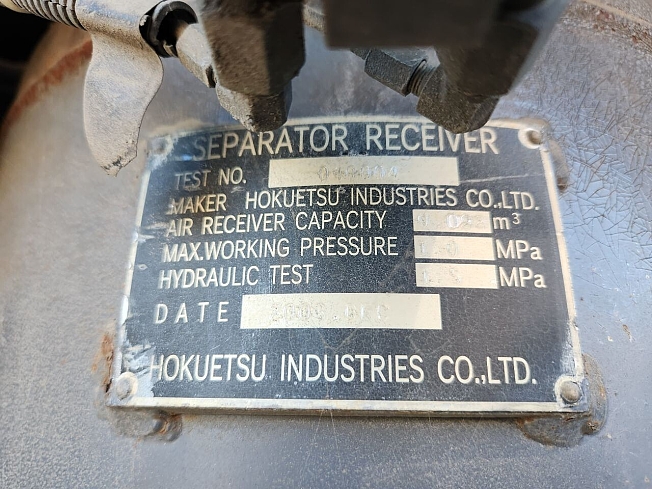 SEPARATOR RECEIVER
TEST NO.
MAKER HOKUETSU INDUSTRIES CO.,LTD.
AIR RECEIVER CAPACITY m³
MAX.WORKING PRESSURE MPa
HYDRAULIC TEST MPa
DATE
HOKUETSU INDUSTRIES CO.,LTD.